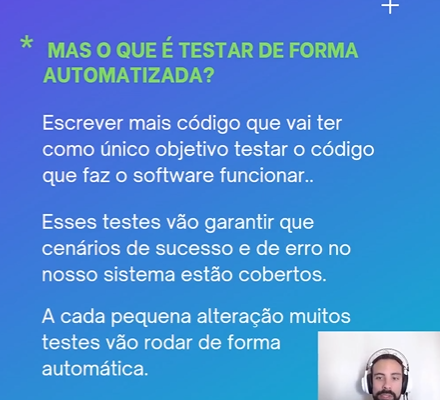 * MAS O QUE É TESTAR DE FORMA
AUTOMATIZADA?
Escrever mais código que vai ter
como único objetivo testar o código
que faz o software funcionar..
Esses testes vão garantir que
cenários de sucesso e de erro no
nosso sistema estão cobertos.
A cada pequena alteração muitos
testes vão rodar de forma
automática.